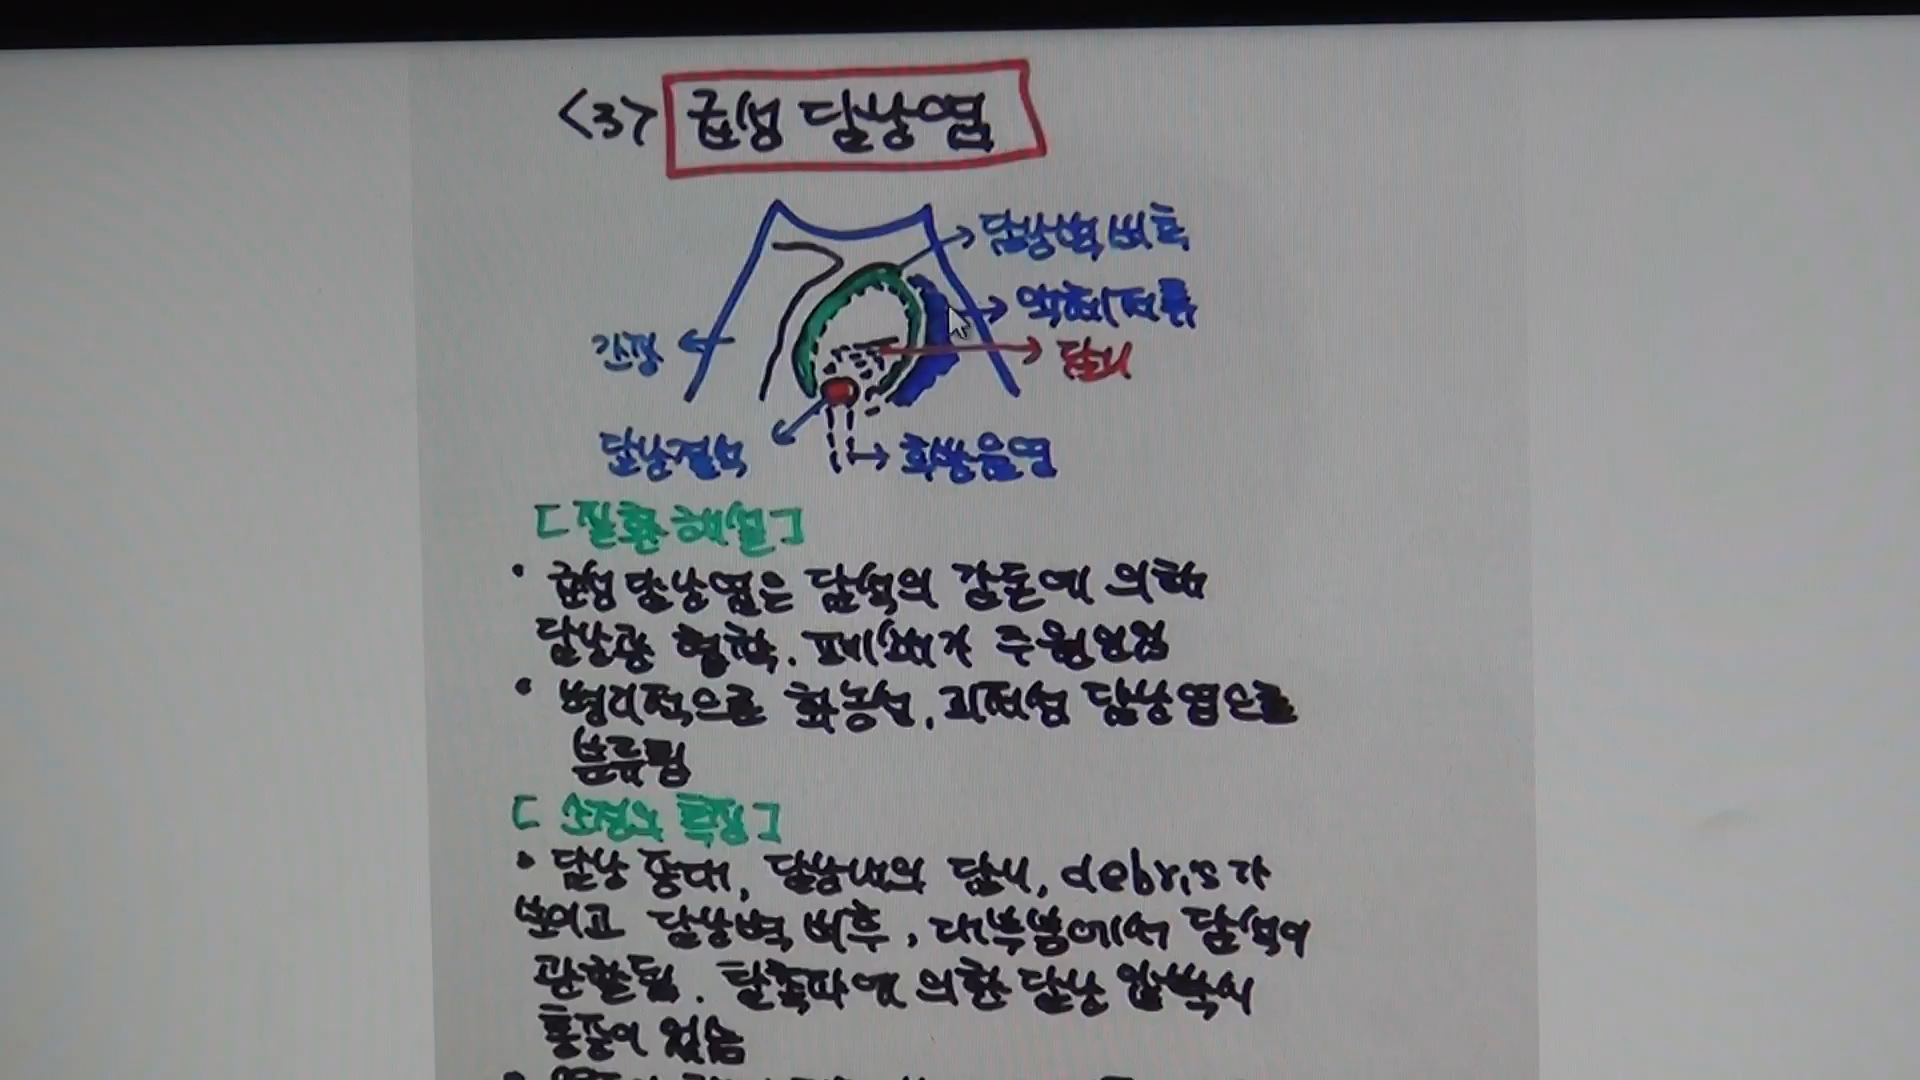 <3> 급성 담낭염
담낭벽 비후
액체저류
담니
간장
담낭결석
후방음영
[질환해설]
• 급성담낭염은 담석의 감돈에 의해
담낭관 협착. 폐쇄가 주원인임
• 병리적으로 화농성, 괴저성 담낭염으로
분류됨
[소견의 특징]
• 담낭 종대, 담낭내의 담니, debris가
보이고 담낭벽 비후, 대부분에서 담석이
관찰됨. 탐촉자에 의한 담낭 압박시
통증이 있음